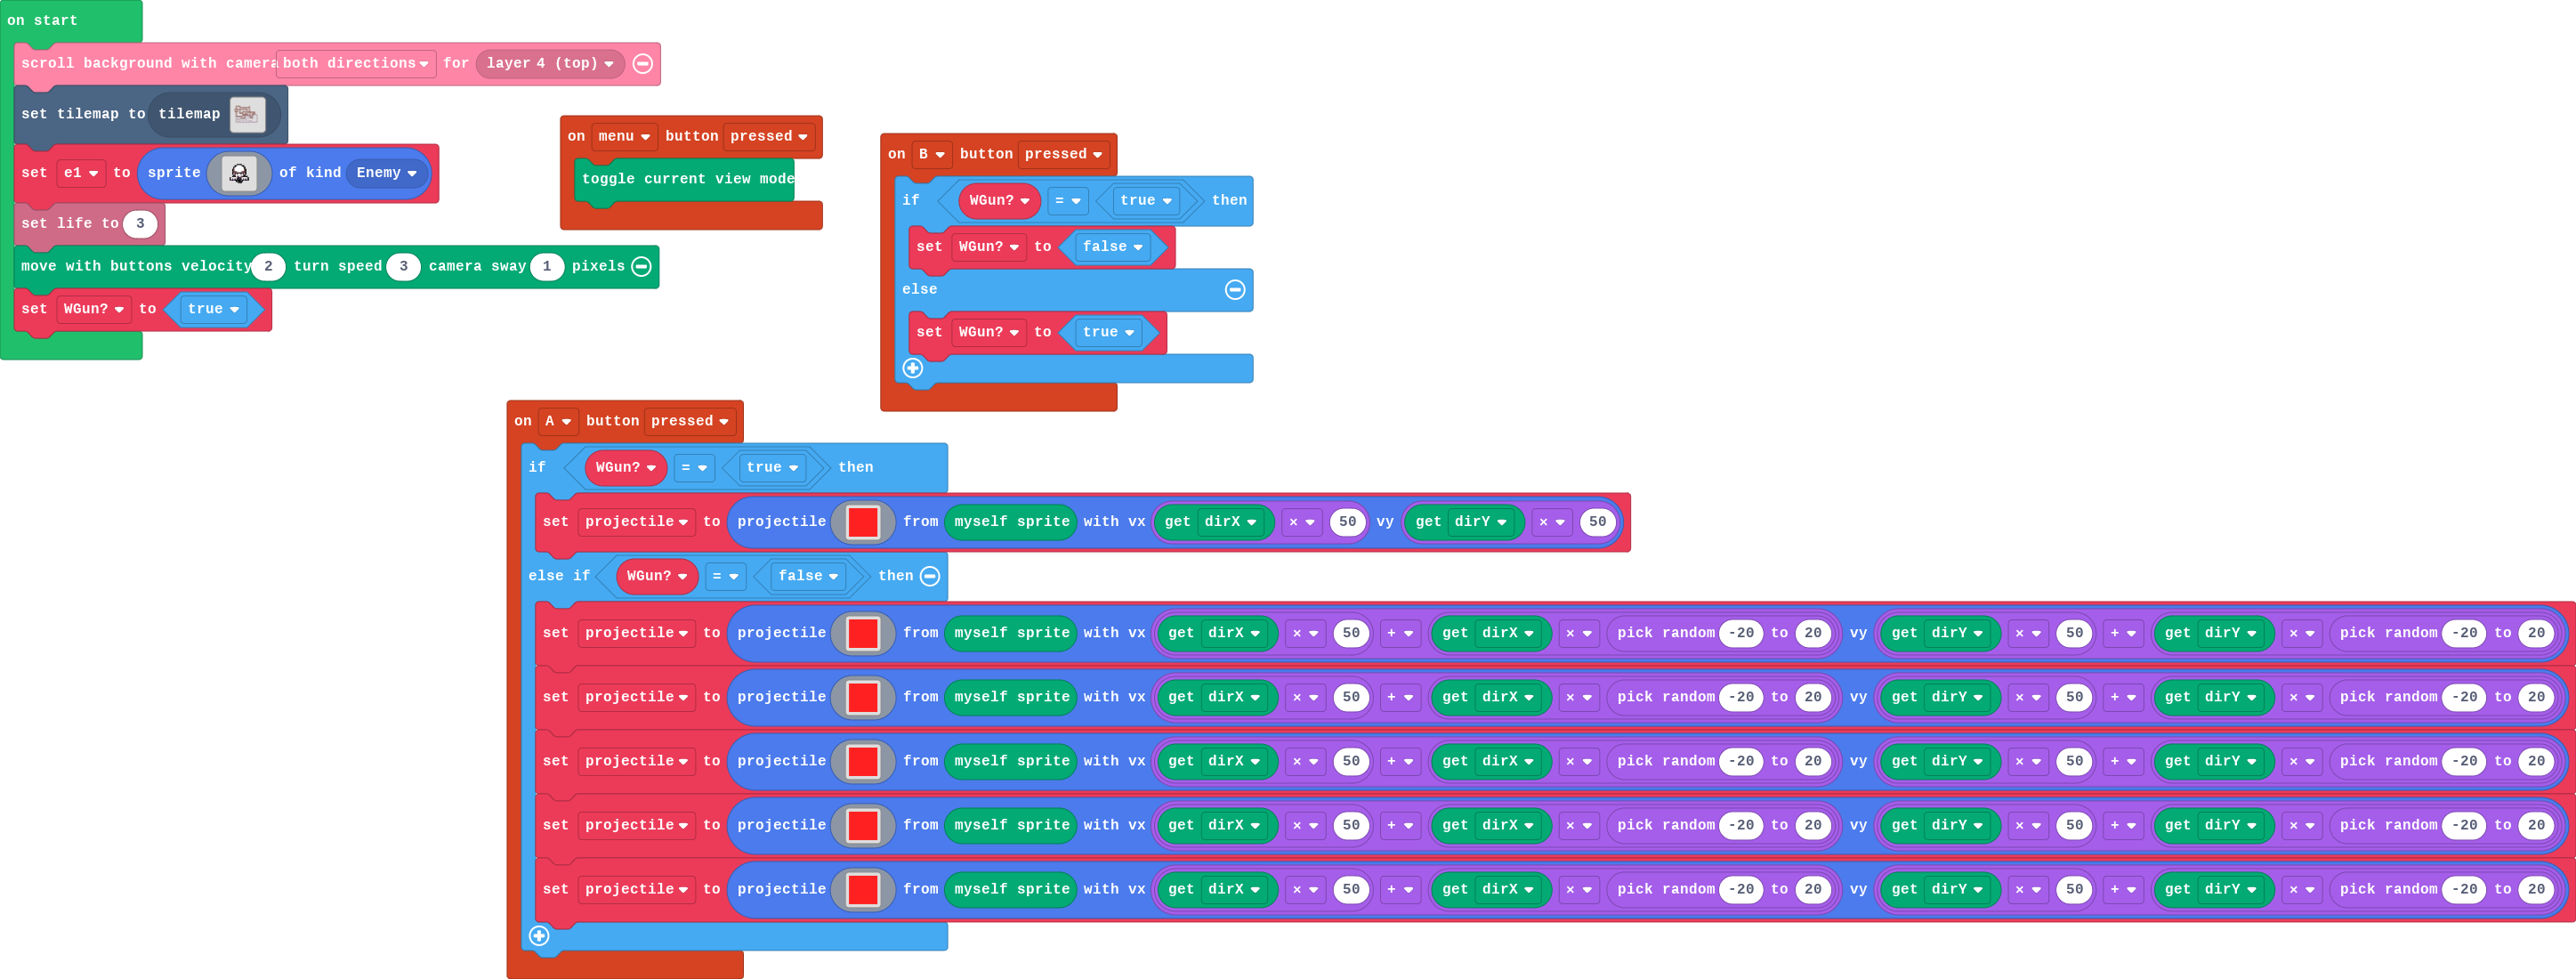 on start
scroll background with camera both directions for layer 4 (top)
set tilemap to tilemap
set e1 to sprite of kind Enemy
set life to 3
move with buttons velocity 2 turn speed 3 camera sway 1 pixels
set WGun? to true
on menu button pressed
toggle current view mode
on B button pressed
if WGun? = true then
set WGun? to false
else
set WGun? to true
on A button pressed
if WGun? = true then
set projectile to projectile from myself sprite with vx get dirX × 50 vy get dirY × 50
else if WGun? = false then
set projectile to projectile from myself sprite with vx get dirX × 50 + get dirX × pick random -20 to 20 vy get dirY × 50 + get dirY × pick random -20 to 20
set projectile to projectile from myself sprite with vx get dirX × 50 + get dirX × pick random -20 to 20 vy get dirY × 50 + get dirY × pick random -20 to 20
set projectile to projectile from myself sprite with vx get dirX × 50 + get dirX × pick random -20 to 20 vy get dirY × 50 + get dirY × pick random -20 to 20
set projectile to projectile from myself sprite with vx get dirX × 50 + get dirX × pick random -20 to 20 vy get dirY × 50 + get dirY × pick random -20 to 20
set projectile to projectile from myself sprite with vx get dirX × 50 + get dirX × pick random -20 to 20 vy get dirY × 50 + get dirY × pick random -20 to 20